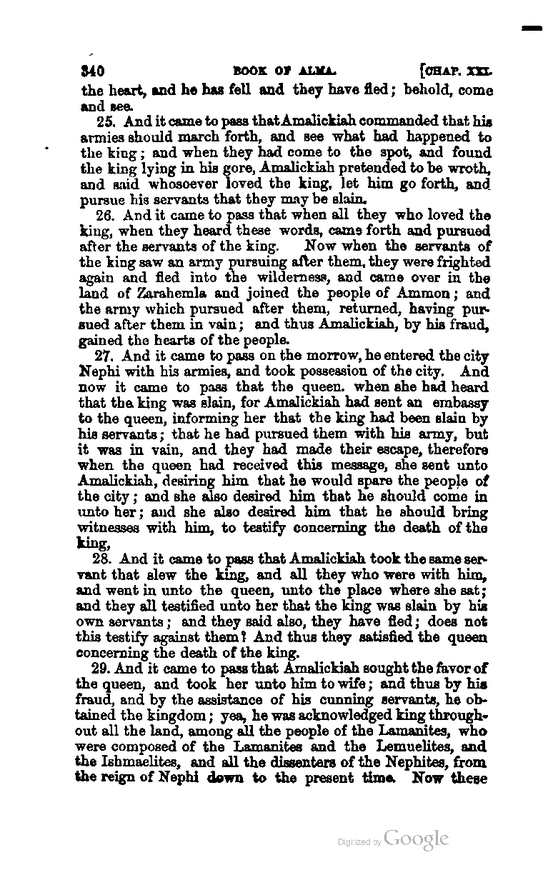 340 BOOK OF ALMA. [CHAP. XXI.
the heart, and he has fell and they have fled; behold, come
and see.
25. And it came to pass that Amalickiah commanded that his
armies should march forth, and see what had happened to
the king; and when they had come to the spot, and found
the king lying in his gore, Amalickiah pretended to be wroth,
and said whosoever loved the king, let him go forth, and
pursue his servants that they may be slain.
26. And it came to pass that when all they who loved the
king, when they heard these words, came forth and pursued
after the servants of the king. Now when the servants of
the king saw an army pursuing after them, they were frighted
again and fled into the wilderness, and came over in the
land of Zarahemla and joined the people of Ammon; and
the army which pursued after them, returned, having pur-
sued after them in vain; and thus Amalickiah, by his fraud,
gained the hearts of the people.
27. And it came to pass on the morrow, he entered the city
Nephi with his armies, and took possession of the city. And
now it came to pass that the queen. when she had heard
that the king was slain, for Amalickiah had sent an embassy
to the queen, informing her that the king had been slain by
his servants; that he had pursued them with his army, but
it was in vain, and they had made their escape, therefore
when the queen had received this message, she sent unto
Amalickiah, desiring him that he would spare the people of
the city; and she also desired him that he should come in
unto her; and she also desired him that he should bring
witnesses with him, to testify concerning the death of the
king,
28. And it came to pass that Amalickiah took the same ser-
vant that slew the king, and all they who were with him,
and went in unto the queen, unto the place where she sat;
and they all testified unto her that the king was slain by his
own servants; and they said also, they have fled; does not
this testify against them? And thus they satisfied the queen
concerning the death of the king.
29. And it came to pass that Amalickiah sought the favor of
the queen, and took her unto him to wife; and thus by his
fraud, and by the assistance of his cunning servants, he ob-
tained the kingdom; yea, he was acknowledged king through-
out all the land, among all the people of the Lamanites, who
were composed of the Lamanites and the Lemuelites, and
the Ishmaelites, and all the dissenters of the Nephites, from
the reign of Nephi down to the present time. Now these
Digitized by Google